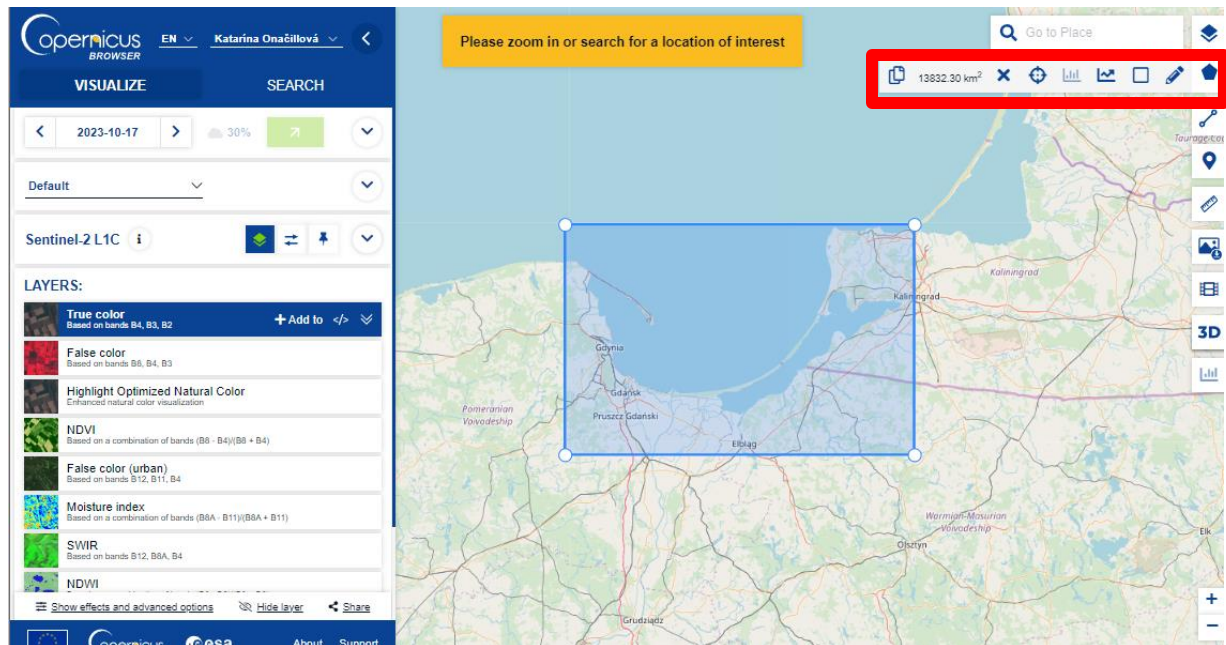 Copernicus
BROWSER
EN
Katarína Onačillová
VISUALIZE
SEARCH
2023-10-17
30%
Default
Sentinel-2 L1C
i
LAYERS:
True color
Based on bands B4, B3, B2
+ Add to </>
False color
Based on bands B8, B4, B3
Highlight Optimized Natural Color
Enhanced natural color visualization
NDVI
Based on a combination of bands (B8 - B4)/(B8 + B4)
False color (urban)
Based on bands B12, B11, B4
Moisture index
Based on a combination of bands (B8A - B11)/(B8A + B11)
SWIR
Based on bands B12, B8A, B4
NDWI
Show effects and advanced options
Hide layer
Share
Copernicus
esa
About
Support
Please zoom in or search for a location of interest
Go to Place
13832.30 km²
3D
Kaliningrad
Kaliningrad
Gdynia
Gdańsk
Pruszcz Gdański
Elbląg
Pomeranian
Voivodeship
Warmian-Masurian
Voivodeship
Olsztyn
Elk
Grudziądz
+
−